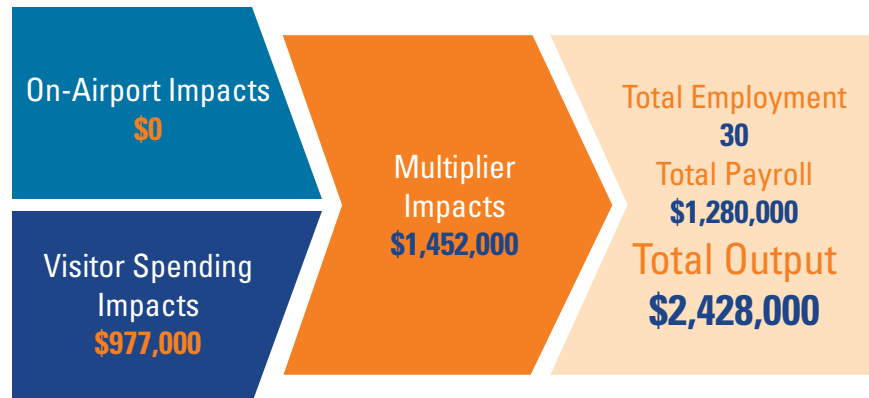 On-Airport Impacts
$0
Visitor Spending
Impacts
$977,000
Multiplier
Impacts
$1,452,000
Total Employment
30
Total Payroll
$1,280,000
Total Output
$2,428,000